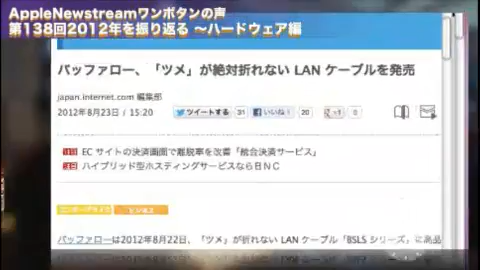 AppleNewstreamワンボタンの声
第138回2012年を振り返る ～ハードウェア編
バッファロー、「ツメ」が絶対折れない LAN ケーブルを発売
japan.internet.com 編集部
2012年8月23日 / 15:20
ツイートする 31 いいね！ 20 +1 0
EC サイトの決済画面で離脱率を改善「統合決済サービス」
ハイブリッド型ホスティングサービスならBNC
バッファローは2012年8月22日、「ツメ」が折れない LAN ケーブル「BSLS シリーズ」に高品